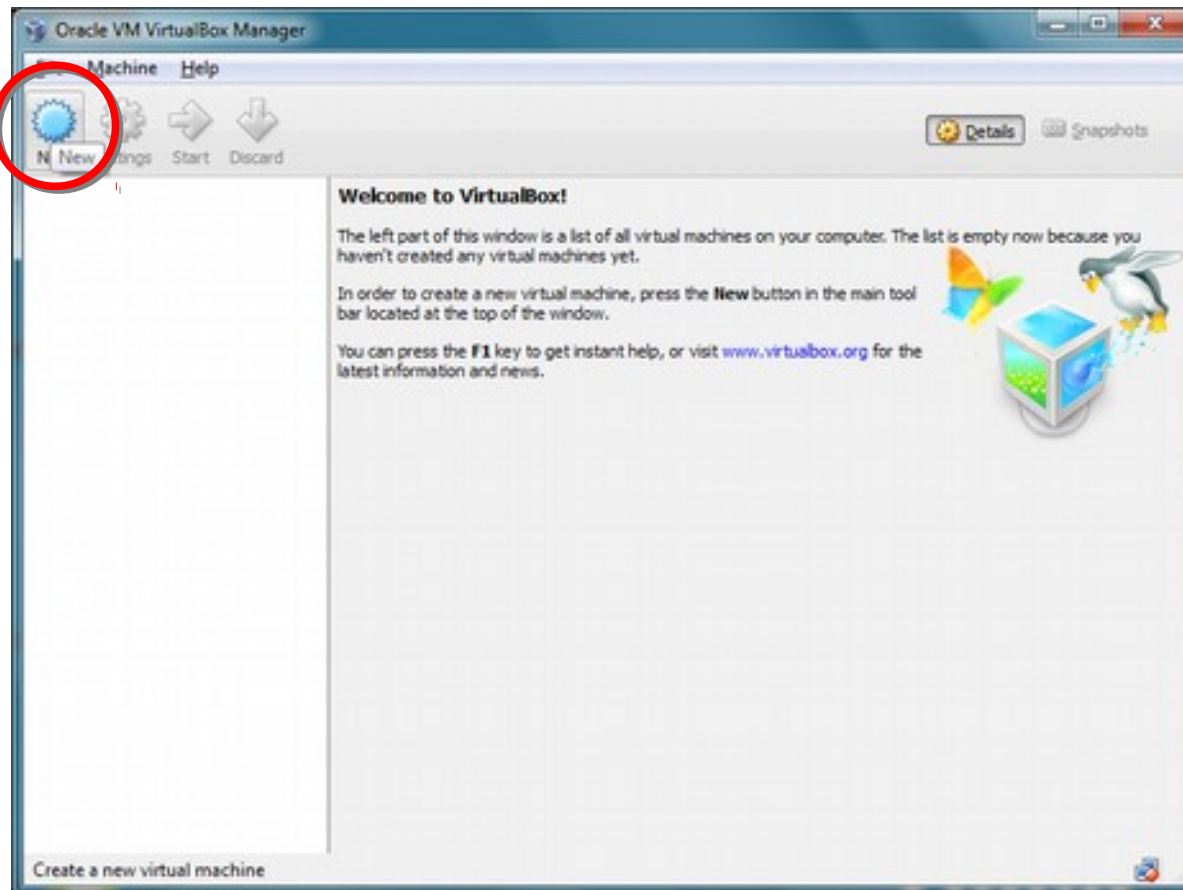 Oracle VM VirtualBox Manager
Machine Help
New
Start Discard
Details Snapshots
Welcome to VirtualBox!
The left part of this window is a list of all virtual machines on your computer. The list is empty now because you
haven't created any virtual machines yet.
In order to create a new virtual machine, press the New button in the main tool
bar located at the top of the window.
You can press the F1 key to get instant help, or visit www.virtualbox.org for the
latest information and news.
Create a new virtual machine